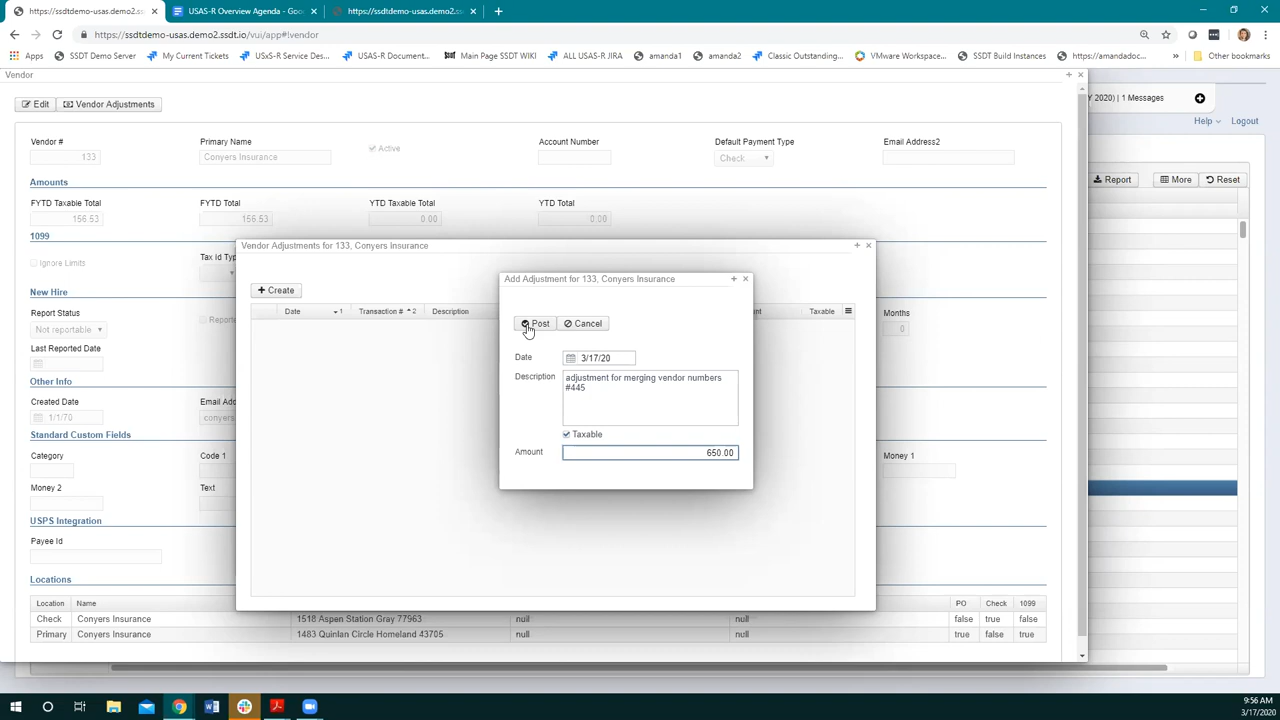 https://ssdtdemo-usas.demo2.ssdt.i
USAS-R Overview Agenda - Goo
https://ssdtdemo-usas.demo2.ssdt.
https://ssdtdemo-usas.demo2.ssdt.io/vui/app#!vendor
SSDT Demo Server
My Current Tickets
USxS-R Service Des...
USAS-R Document...
Main Page SSDT WIKI
ALL USAS-R JIRA
amanda1
amanda2
Classic Outstanding...
VMware Workspace...
SSDT Build Instances
https://amandadoc...
»
Other bookmarks
Vendor
Y 2020) | 1 Messages
Edit
Vendor Adjustments
Help
Logout
Vendor #
Primary Name
Account Number
Default Payment Type
Email Address2
133
Conyers Insurance
Active
Check
Report
More
Reset
Amounts
FYTD Taxable Total
FYTD Total
YTD Taxable Total
YTD Total
156.53
156.53
0.00
0.00
1099
Ignore Limits
Tax Id Typ
New Hire
Report Status
Months
Not reportable
Reporte
0
Last Reported Date
Other Info
Created Date
Email Addre
1/1/70
conyers
Standard Custom Fields
Category
Code 1
Money 1
Money 2
Text
USPS Integration
Payee Id
Vendor Adjustments for 133, Conyers Insurance
Create
Date
1
Transaction #
2
Description
unt
Taxable
Add Adjustment for 133, Conyers Insurance
Post
Cancel
Date
3/17/20
Description
adjustment for merging vendor numbers
#445
Taxable
Amount
650.00
Locations
Location
Name
PO
Check
1099
Check
Conyers Insurance
1518 Aspen Station Gray 77963
null
null
false
true
false
Primary
Conyers Insurance
1483 Quinlan Circle Homeland 43705
null
null
true
false
true
9:56 AM
3/17/2020